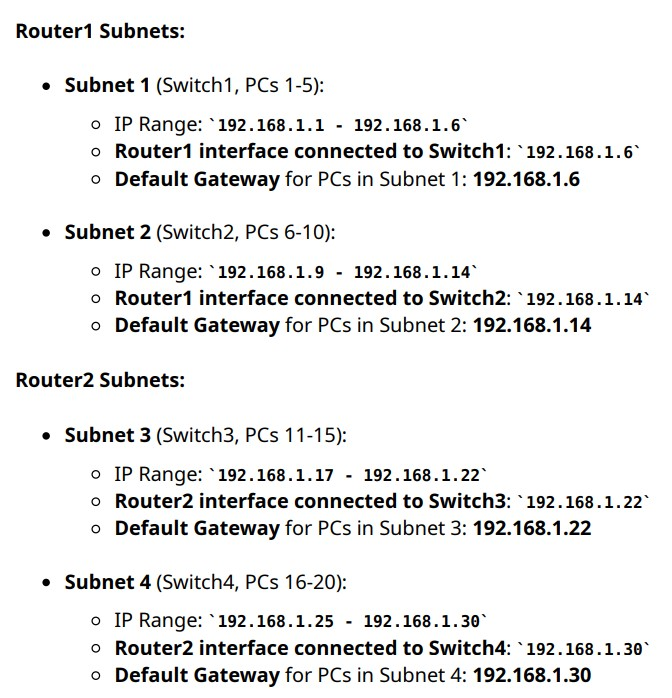 Router1 Subnets:
• Subnet 1 (Switch1, PCs 1-5):
○ IP Range: `192.168.1.1 - 192.168.1.6`
○ Router1 interface connected to Switch1: `192.168.1.6`
○ Default Gateway for PCs in Subnet 1: 192.168.1.6
• Subnet 2 (Switch2, PCs 6-10):
○ IP Range: `192.168.1.9 - 192.168.1.14`
○ Router1 interface connected to Switch2: `192.168.1.14`
○ Default Gateway for PCs in Subnet 2: 192.168.1.14
Router2 Subnets:
• Subnet 3 (Switch3, PCs 11-15):
○ IP Range: `192.168.1.17 - 192.168.1.22`
○ Router2 interface connected to Switch3: `192.168.1.22`
○ Default Gateway for PCs in Subnet 3: 192.168.1.22
• Subnet 4 (Switch4, PCs 16-20):
○ IP Range: `192.168.1.25 - 192.168.1.30`
○ Router2 interface connected to Switch4: `192.168.1.30`
○ Default Gateway for PCs in Subnet 4: 192.168.1.30